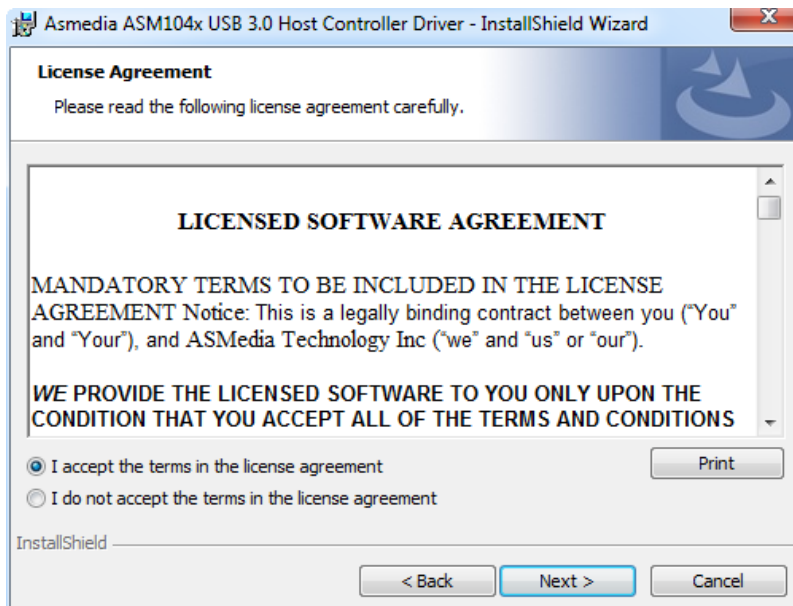 Asmedia ASM104x USB 3.0 Host Controller Driver - InstallShield Wizard
License Agreement
Please read the following license agreement carefully.
LICENSED SOFTWARE AGREEMENT
MANDATORY TERMS TO BE INCLUDED IN THE LICENSE
AGREEMENT Notice: This is a legally binding contract between you (“You”
and “Your”), and ASMedia Technology Inc (“we” and “us” or “our”).
WE PROVIDE THE LICENSED SOFTWARE TO YOU ONLY UPON THE
CONDITION THAT YOU ACCEPT ALL OF THE TERMS AND CONDITIONS
I accept the terms in the license agreement
Print
I do not accept the terms in the license agreement
InstallShield
< Back
Next >
Cancel